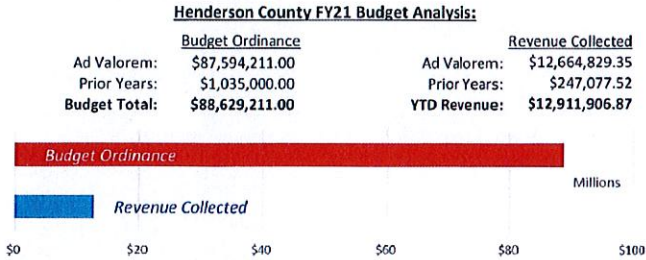 Henderson County FY21 Budget Analysis:
Budget Ordinance Revenue Collected
Ad Valorem: $87,594,211.00 Ad Valorem: $12,664,829.35
Prior Years: $1,035,000.00 Prior Years: $247,077.52
Budget Total: $88,629,211.00 YTD Revenue: $12,911,906.87
Budget Ordinance
Millions
Revenue Collected
$0 $20 $40 $60 $80 $100